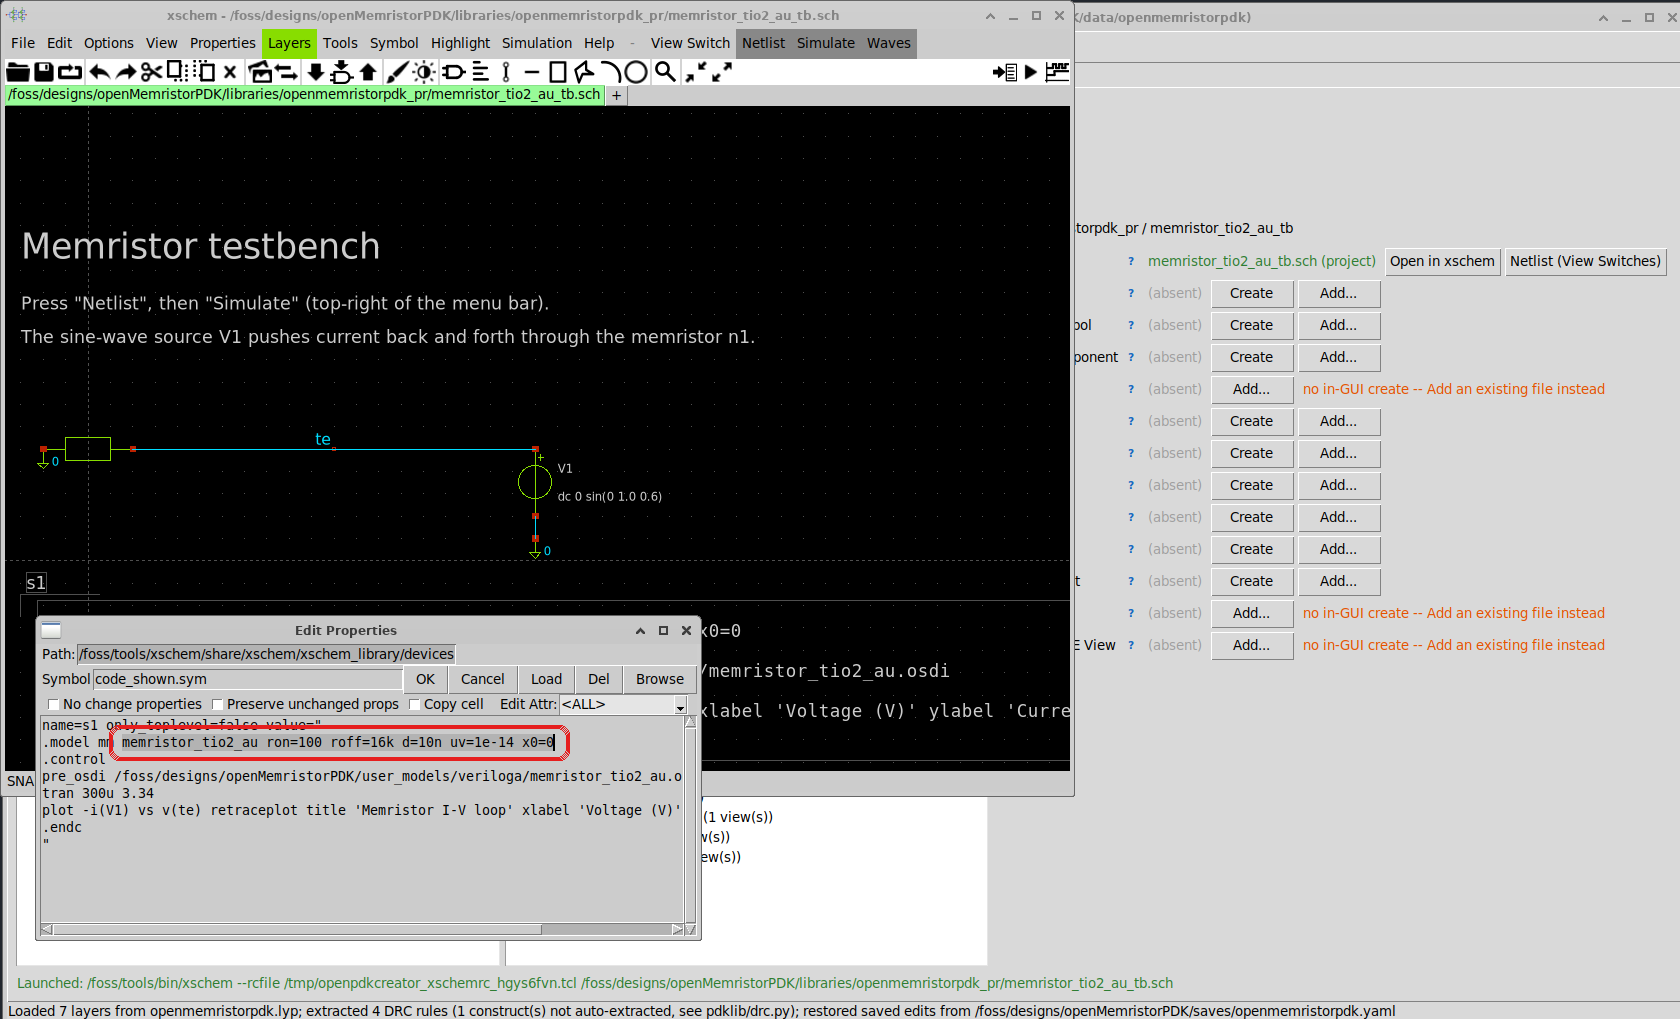 xschem - /foss/designs/openMemristorPDK/libraries/openmemristorpdk_pr/memristor_tio2_au_tb.sch
/data/openmemristorpdk)
File Edit Options View Properties Layers Tools Symbol Highlight Simulation Help - View Switch Netlist Simulate Waves
/foss/designs/openMemristorPDK/libraries/openmemristorpdk_pr/memristor_tio2_au_tb.sch +
Memristor testbench
Press "Netlist", then "Simulate" (top-right of the menu bar).
The sine-wave source V1 pushes current back and forth through the memristor n1.
te
0
+
V1
dc 0 sin(0 1.0 0.6)
0
s1
x0=0
/memristor_tio2_au.osdi
xlabel 'Voltage (V)' ylabel 'Curre
SNA
torpdk_pr / memristor_tio2_au_tb
? memristor_tio2_au_tb.sch (project) Open in xschem Netlist (View Switches)
? (absent) Create Add...
ool ? (absent) Create Add...
ponent ? (absent) Create Add...
? (absent) Add... no in-GUI create -- Add an existing file instead
? (absent) Create Add...
? (absent) Create Add...
? (absent) Create Add...
? (absent) Create Add...
? (absent) Create Add...
t ? (absent) Create Add...
? (absent) Add... no in-GUI create -- Add an existing file instead
E View ? (absent) Add... no in-GUI create -- Add an existing file instead
Edit Properties
Path: /foss/tools/xschem/share/xschem/xschem_library/devices
Symbol code_shown.sym OK Cancel Load Del Browse
No change properties Preserve unchanged props Copy cell Edit Attr: <ALL>
name=s1 only_toplevel=false value="
.model mm memristor_tio2_au ron=100 roff=16k d=10n uv=1e-14 x0=0
.control
pre_osdi /foss/designs/openMemristorPDK/user_models/veriloga/memristor_tio2_au.o
tran 300u 3.34
plot -i(V1) vs v(te) retraceplot title 'Memristor I-V loop' xlabel 'Voltage (V)'
.endc
"
(1 view(s))
w(s))
ew(s))
Launched: /foss/tools/bin/xschem --rcfile /tmp/openpdkcreator_xschemrc_hgys6fvn.tcl /foss/designs/openMemristorPDK/libraries/openmemristorpdk_pr/memristor_tio2_au_tb.sch
Loaded 7 layers from openmemristorpdk.lyp; extracted 4 DRC rules (1 construct(s) not auto-extracted, see pdklib/drc.py); restored saved edits from /foss/designs/openMemristorPDK/saves/openmemristorpdk.yaml